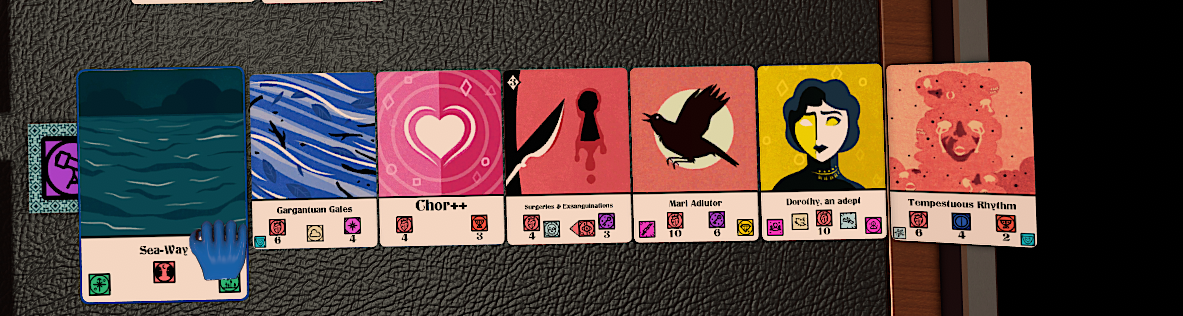 Sea-Way
Gargantuan Gales
6
4
Chor++
4
3
Surgeries & Exsanguinations
4
3
Mari Adiutor
10
6
Dorothy, an adept
10
Tempestuous Rhythm
6
4
2